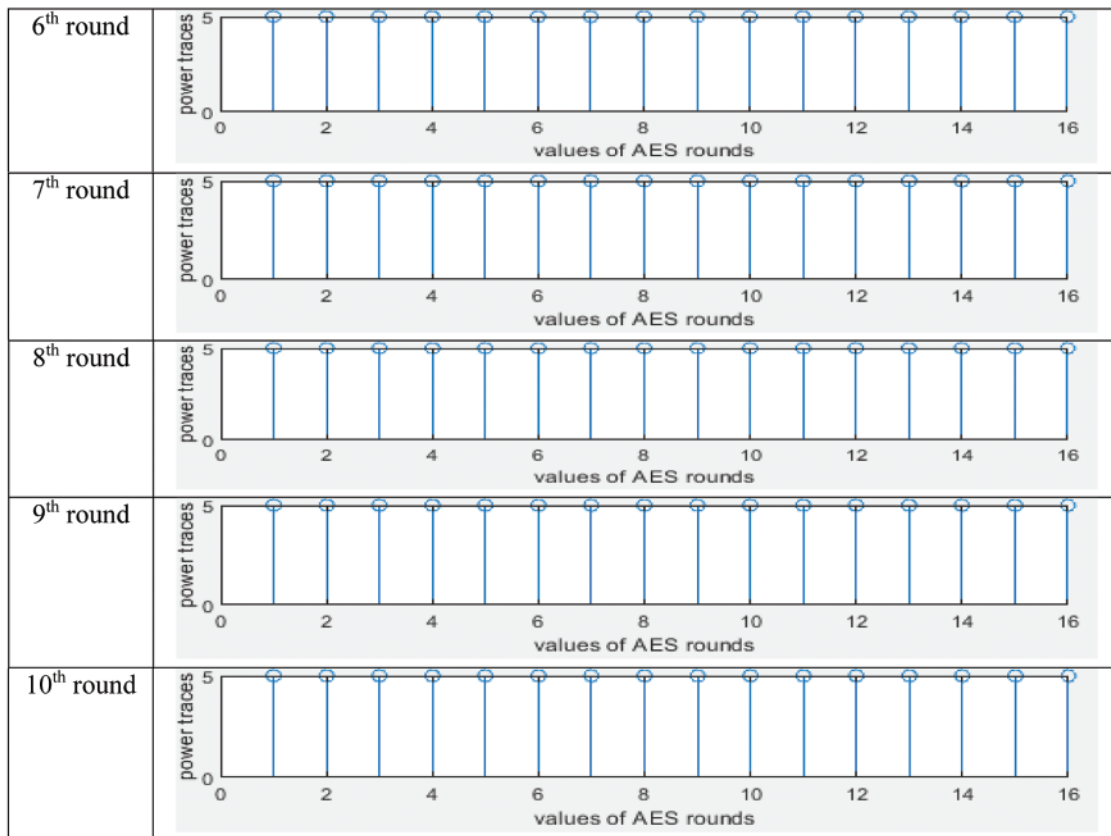 6th round
power traces
5
0
0 2 4 6 8 10 12 14 16
values of AES rounds
7th round
power traces
5
0
0 2 4 6 8 10 12 14 16
values of AES rounds
8th round
power traces
5
0
0 2 4 6 8 10 12 14 16
values of AES rounds
9th round
power traces
5
0
0 2 4 6 8 10 12 14 16
values of AES rounds
10th round
power traces
5
0
0 2 4 6 8 10 12 14 16
values of AES rounds